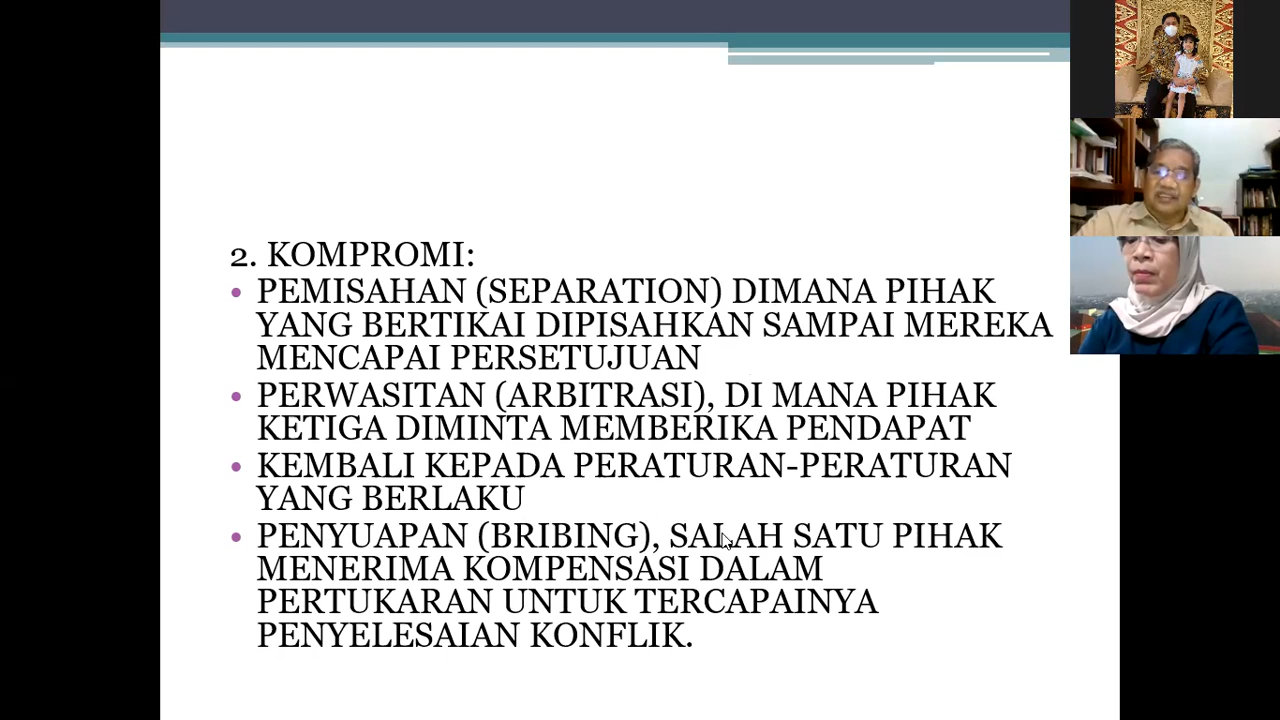 2. KOMPROMI:
• PEMISAHAN (SEPARATION) DIMANA PIHAK
YANG BERTIKAI DIPISAHKAN SAMPAI MEREKA
MENCAPAI PERSETUJUAN
• PERWASITAN (ARBITRASI), DI MANA PIHAK
KETIGA DIMINTA MEMBERIKA PENDAPAT
• KEMBALI KEPADA PERATURAN-PERATURAN
YANG BERLAKU
• PENYUAPAN (BRIBING), SALAH SATU PIHAK
MENERIMA KOMPENSASI DALAM
PERTUKARAN UNTUK TERCAPAINYA
PENYELESAIAN KONFLIK.